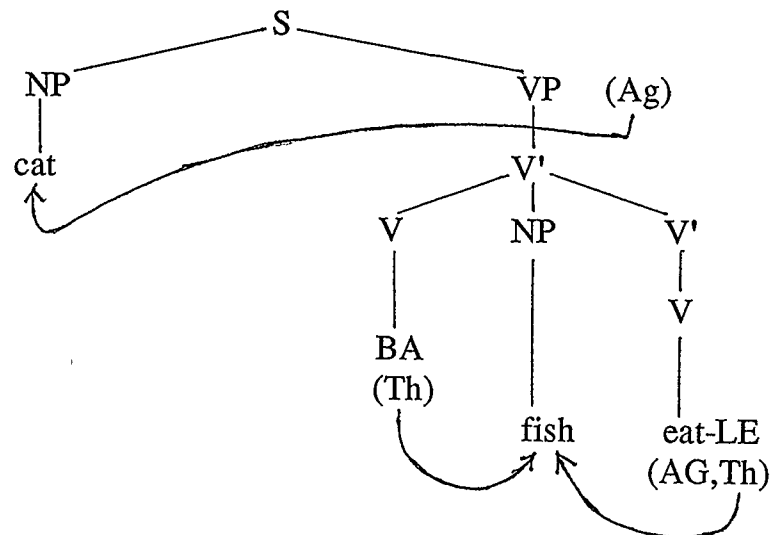 S
NP VP (Ag)
cat V'
V NP V'
V
BA
(Th)
fish eat-LE
(AG,Th)